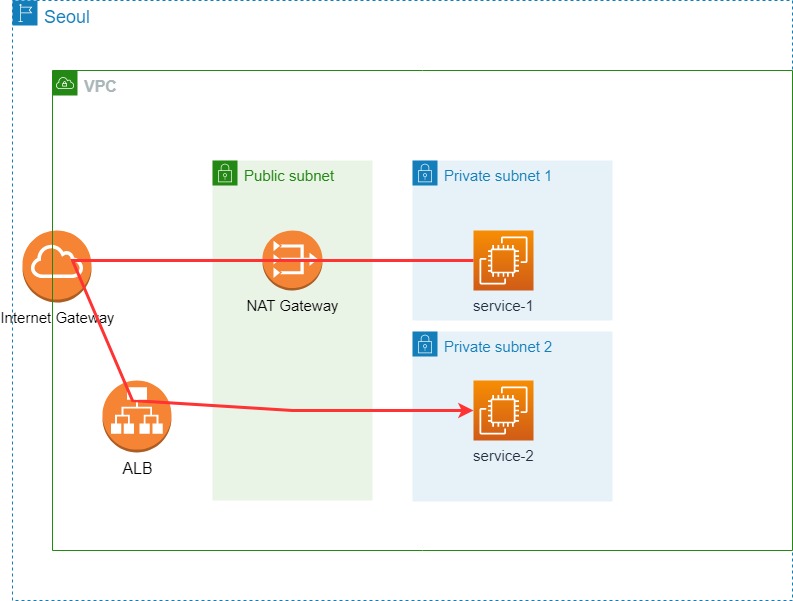 Seoul
VPC
Public subnet
Private subnet 1
NAT Gateway
service-1
Internet Gateway
Private subnet 2
service-2
ALB